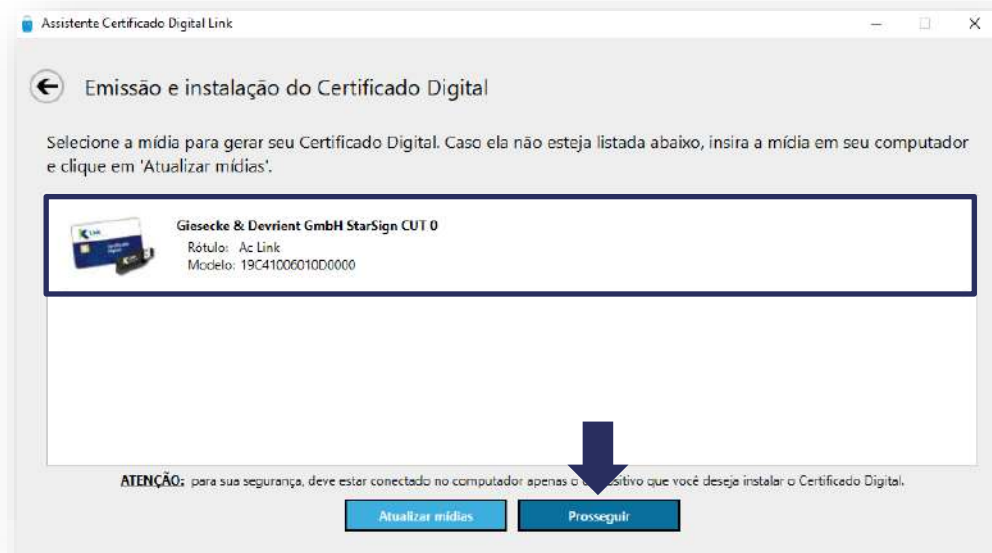 Assistente Certificado Digital Link
Emissão e instalação do Certificado Digital
Selecione a mídia para gerar seu Certificado Digital. Caso ela não esteja listada abaixo, insira a mídia em seu computador
e clique em 'Atualizar mídias'.
Giesecke & Devrient GmbH StarSign CUT 0
Rótulo: Ac Link
Modelo: 19C41006010D0000
ATENÇÃO: para sua segurança, deve estar conectado no computador apenas o que você deseja instalar o Certificado Digital.
Atualizar mídias
Prosseguir